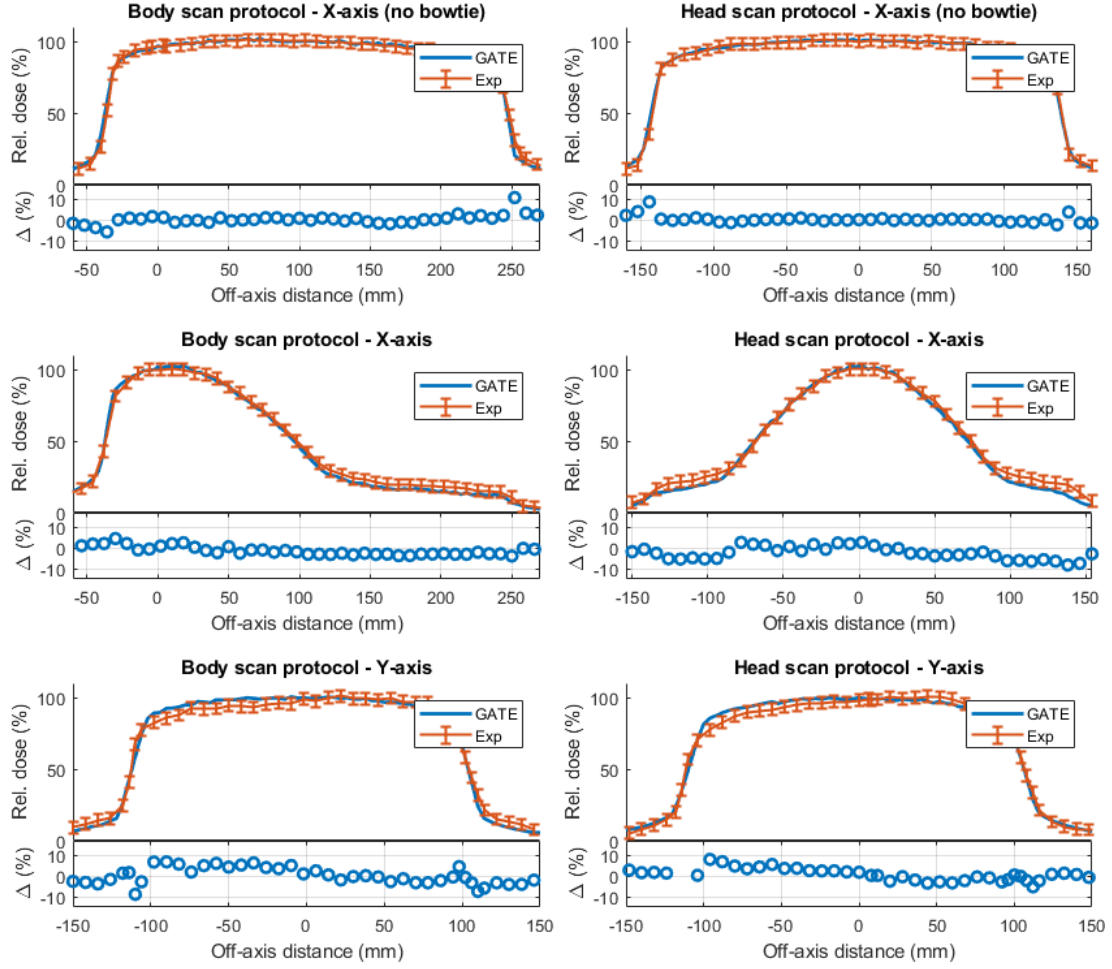 Body scan protocol - X-axis (no bowtie)
Rel. dose (%)
100
50
0
GATE
Exp
Δ (%)
10
0
-10
-50 0 50 100 150 200 250
Off-axis distance (mm)
Head scan protocol - X-axis (no bowtie)
Rel. dose (%)
100
50
0
GATE
Exp
Δ (%)
10
0
-10
-150 -100 -50 0 50 100 150
Off-axis distance (mm)
Body scan protocol - X-axis
Rel. dose (%)
100
50
0
GATE
Exp
Δ (%)
10
0
-10
-50 0 50 100 150 200 250
Off-axis distance (mm)
Head scan protocol - X-axis
Rel. dose (%)
100
50
0
GATE
Exp
Δ (%)
10
0
-10
-150 -100 -50 0 50 100 150
Off-axis distance (mm)
Body scan protocol - Y-axis
Rel. dose (%)
100
50
0
GATE
Exp
Δ (%)
10
0
-10
-150 -100 -50 0 50 100 150
Off-axis distance (mm)
Head scan protocol - Y-axis
Rel. dose (%)
100
50
0
GATE
Exp
Δ (%)
10
0
-10
-150 -100 -50 0 50 100 150
Off-axis distance (mm)